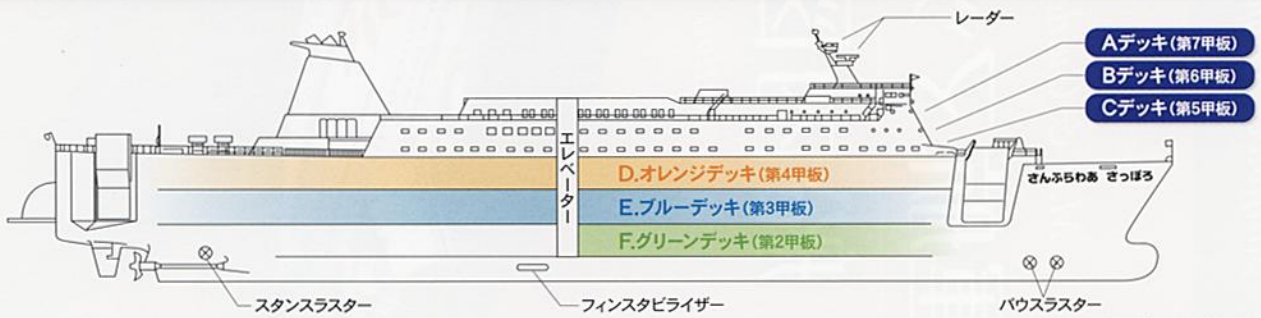 レーダー
Aデッキ(第7甲板)
Bデッキ(第6甲板)
Cデッキ(第5甲板)
エレベーター
D.オレンジデッキ(第4甲板)
さんふらわあ さっぽろ
E.ブルーデッキ(第3甲板)
F.グリーンデッキ(第2甲板)
スタンスラスター
フィンスタビライザー
バウスラスター